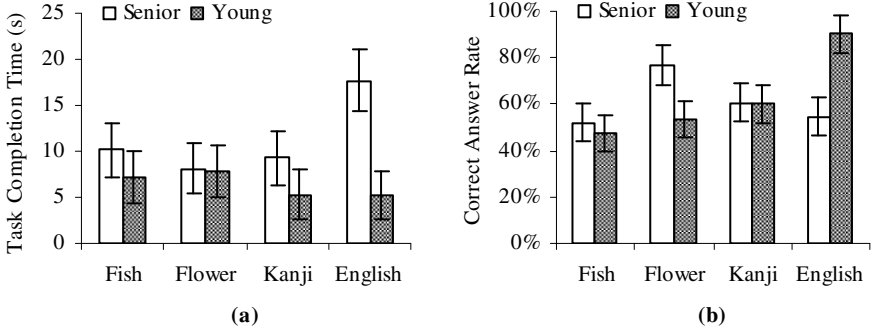 Task Completion Time (s)
25
20
15
10
5
0
Senior Young
Fish Flower Kanji English
(a)
Correct Answer Rate
100%
80%
60%
40%
20%
0%
Senior Young
Fish Flower Kanji English
(b)